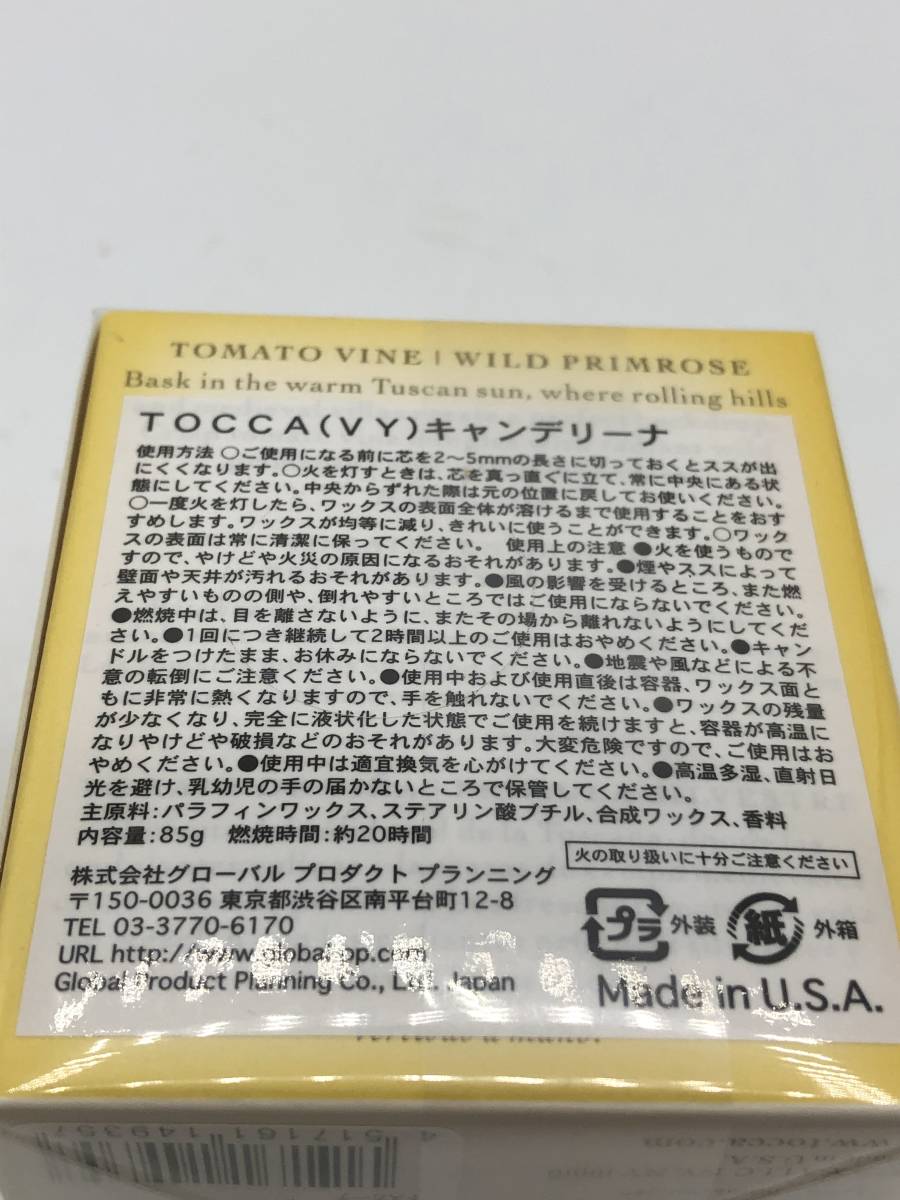 TOMATO VINE | WILD PRIMROSE
Bask in the warm Tuscan sun, where rolling hills
TOCCA(VY)キャンデリーナ
使用方法 ○ご使用になる前に芯を2〜5mmの長さに切っておくとススが出
にくくなります。○火を灯すときは、芯を真っ直ぐに立て、常に中央にある状
態にしてください。中央からずれた際は元の位置に戻してお使いください。
○一度火を灯したら、ワックスの表面全体が溶けるまで使用することをおす
すめします。ワックスが均等に減り、きれいに使うことができます。○ワック
スの表面は常に清潔に保ってください。 使用上の注意 ●火を使うもので
すので、やけどや火災の原因になるおそれがあります。●煙やススによって
壁面や天井が汚れるおそれがあります。●風の影響を受けるところ、また燃
えやすいものの側や、倒れやすいところではご使用にならないでください。
●燃焼中は、目を離さないように、またその場から離れないようにしてくだ
さい。●1回につき継続して2時間以上のご使用はおやめください。●キャン
ドルをつけたまま、お休みにならないでください。●地震や風などによる不
意の転倒にご注意ください。●使用中および使用直後は容器、ワックス面と
もに非常に熱くなりますので、手を触れないでください。●ワックスの残量
が少なくなり、完全に液状化した状態でご使用を続けますと、容器が高温に
なりやけどや破損などのおそれがあります。大変危険ですので、ご使用はお
やめください。●使用中は適宜換気を心がけてください。●高温多湿、直射日
光を避け、乳幼児の手の届かないところで保管してください。
主原料：パラフィンワックス、ステアリン酸ブチル、合成ワックス、香料
内容量：85g 燃焼時間：約20時間
火の取り扱いに十分ご注意ください
株式会社グローバル プロダクト プランニング
〒150-0036 東京都渋谷区南平台町12-8
TEL 03-3770-6170
URL http://www.global-pp.com
Global Product Planning Co., Ltd. Japan
プラ 外装 紙 外箱
Made in U.S.A.
4517161149357
www.tocca.com